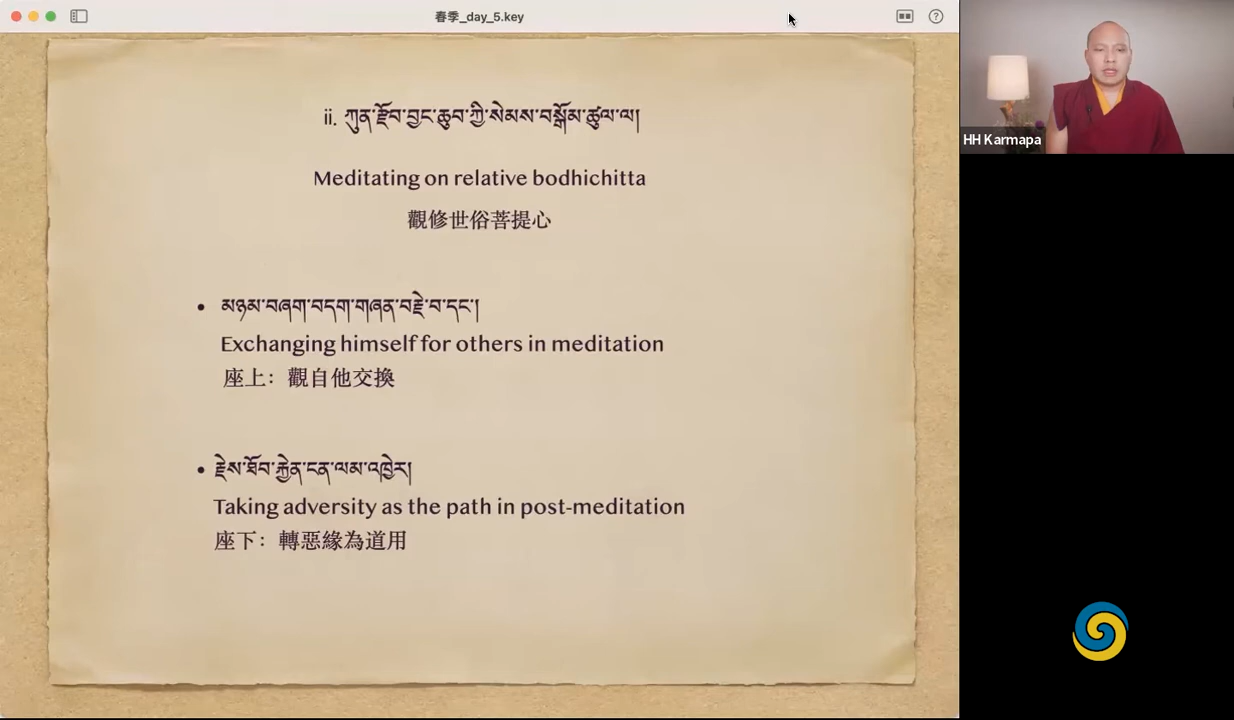 春季_day_5.key
HH Karmapa
ii. ཀུན་རྫོབ་བྱང་ཆུབ་ཀྱི་སེམས་བསྒོམ་ཚུལ་ལ།
Meditating on relative bodhichitta
觀修世俗菩提心
• མཉམ་བཞག་བདག་གཞན་བརྗེ་བ་དང་།
Exchanging himself for others in meditation
座上：觀自他交換
• རྗེས་ཐོབ་རྐྱེན་ངན་ལམ་འཁྱེར།
Taking adversity as the path in post-meditation
座下：轉惡緣為道用